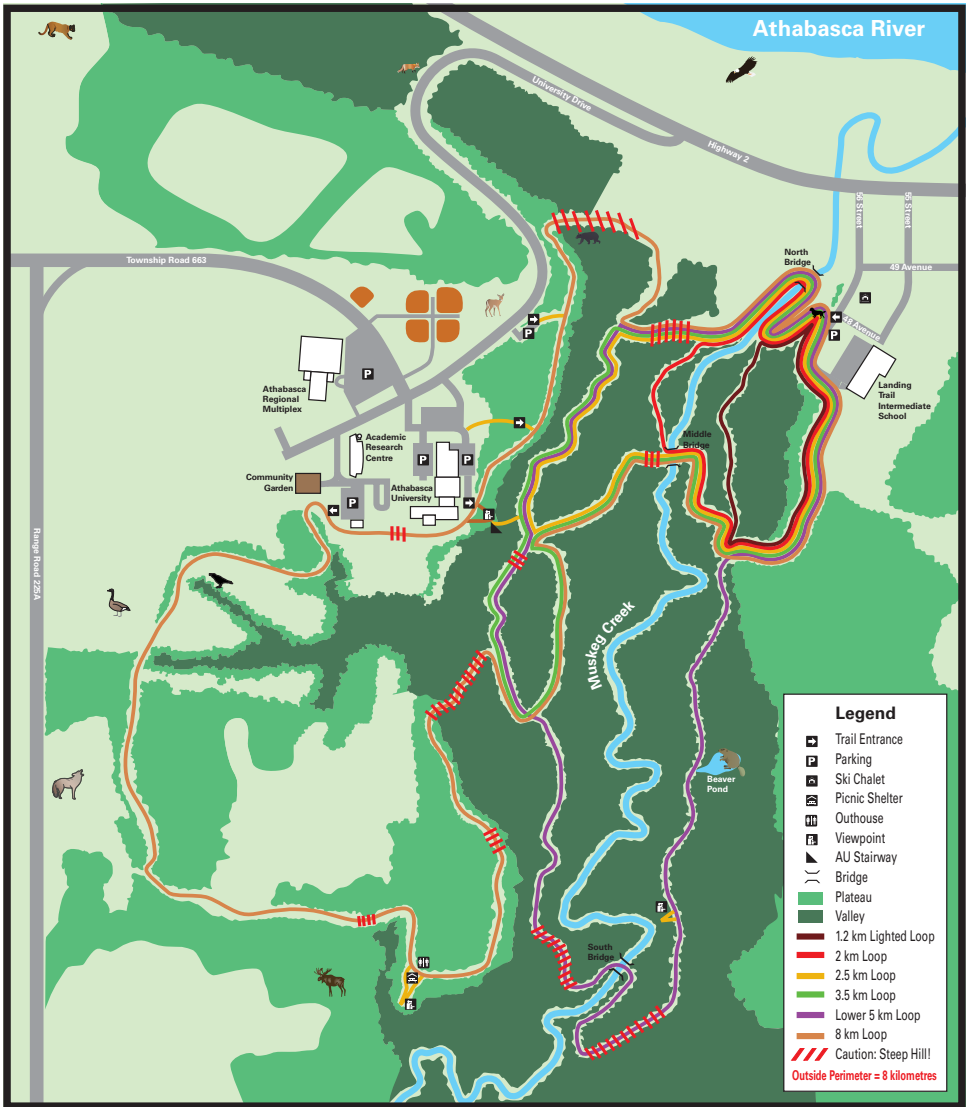 Athabasca River
University Drive
Highway 2
56 Street
55 Street
49 Avenue
48 Avenue
North
Bridge
Township Road 663
P
P
P
Athabasca
Regional
Multiplex
Landing
Trail
Intermediate
School
Academic
Research
Centre
Middle
Bridge
P
P
Community
Garden
Athabasca
University
P
Range Road 225A
Muskeg Creek
Beaver
Pond
South
Bridge
Legend
Trail Entrance
P Parking
Ski Chalet
Picnic Shelter
Outhouse
Viewpoint
AU Stairway
Bridge
Plateau
Valley
1.2 km Lighted Loop
2 km Loop
2.5 km Loop
3.5 km Loop
Lower 5 km Loop
8 km Loop
Caution: Steep Hill!
Outside Perimeter = 8 kilometres